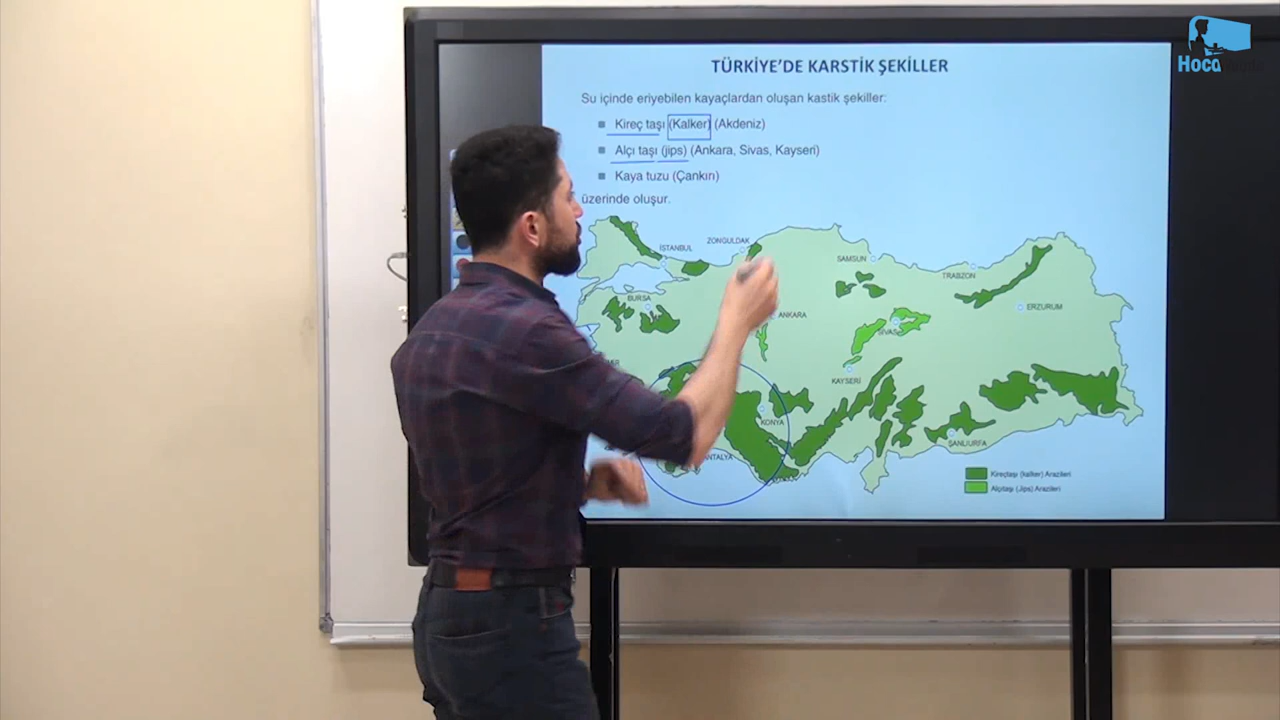 Hoca
TÜRKİYE'DE KARSTİK ŞEKİLLER
Su içinde eriyebilen kayaçlardan oluşan kastik şekiller:
Kireç taşı (Kalker) (Akdeniz)
Alçı taşı (jips) (Ankara, Sivas, Kayseri)
Kaya tuzu (Çankırı)
üzerinde oluşur.
İSTANBUL
ZONGULDAK
SAMSUN
TRABZON
BURSA
ANKARA
ERZURUM
SİVAS
KAYSERİ
KONYA
ANTALYA
ŞANLIURFA
Kireçtaşı (kalker) Arazileri
Alçıtaşı (Jips) Arazileri